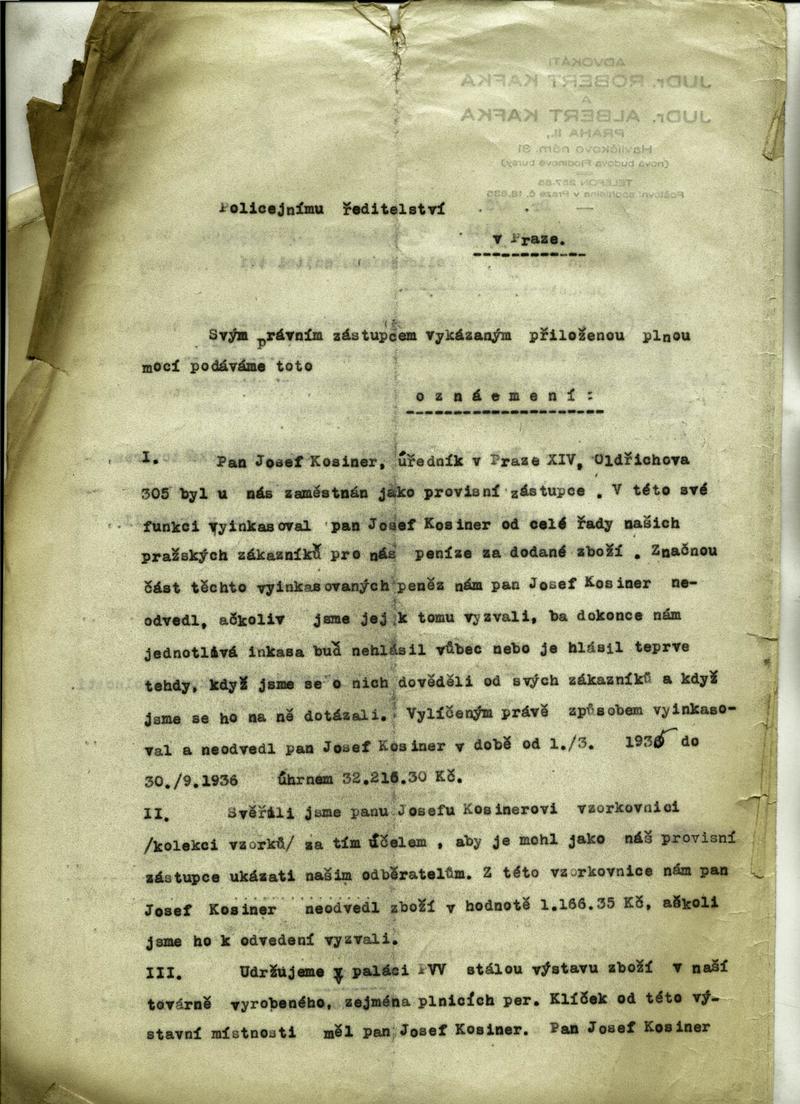 ADVOKÁTI
JUDr. ROBERT KAFKA
A
JUDr. ALBERT KAFKA
PRAHA II.,
Havlíčkovo nám. 31
(nová budova Plodinové bursy)
Policejnímu ředitelství
v Praze.
Svým právním zástupcem vykázaným přiloženou plnou
mocí podáváme toto
o z n á e m e n í :
I. Pan Josef Kosiner, úředník v Praze XIV, Oldřichova
305 byl u nás zaměstnán jako provisní zástupce . V této své
funkci vyinkasoval pan Josef Kosiner od celé řady našich
pražských zákazníků pro nás peníze za dodané zboží . Značnou
část těchto vyinkasovaných peněz nám pan Josef Kosiner ne-
odvedl, ačkoliv jsme jej k tomu vyzvali, ba dokonce nám
jednotlivá inkasa buď nehlásil vůbec nebo je hlásil teprve
tehdy, když jsme se o nich dověděli od svých zákazníků a když
jsme se ho na ně dotázali. Vylíčeným právě způsobem vyinkaso-
val a neodvedl pan Josef Kosiner v době od 1./3. 1935 do
30./9.1936 úhrnem 32.216.30 Kč.
II. Svěřili jsme panu Josefu Kosinerovi vzorkovnici
/kolekci vzorků/ za tím účelem , aby je mohl jako náš provisní
zástupce ukázati našim odběratelům. Z této vzorkovnice nám pan
Josef Kosiner neodvedl zboží v hodnotě 1.166.35 Kč, ačkoli
jsme ho k odvedení vyzvali.
III. Udržujeme v paláci PVV stálou výstavu zboží v naší
továrně vyrobeného, zejména plnicích per. Klíček od této vý-
stavní místnosti měl pan Josef Kosiner. Pan Josef Kosiner